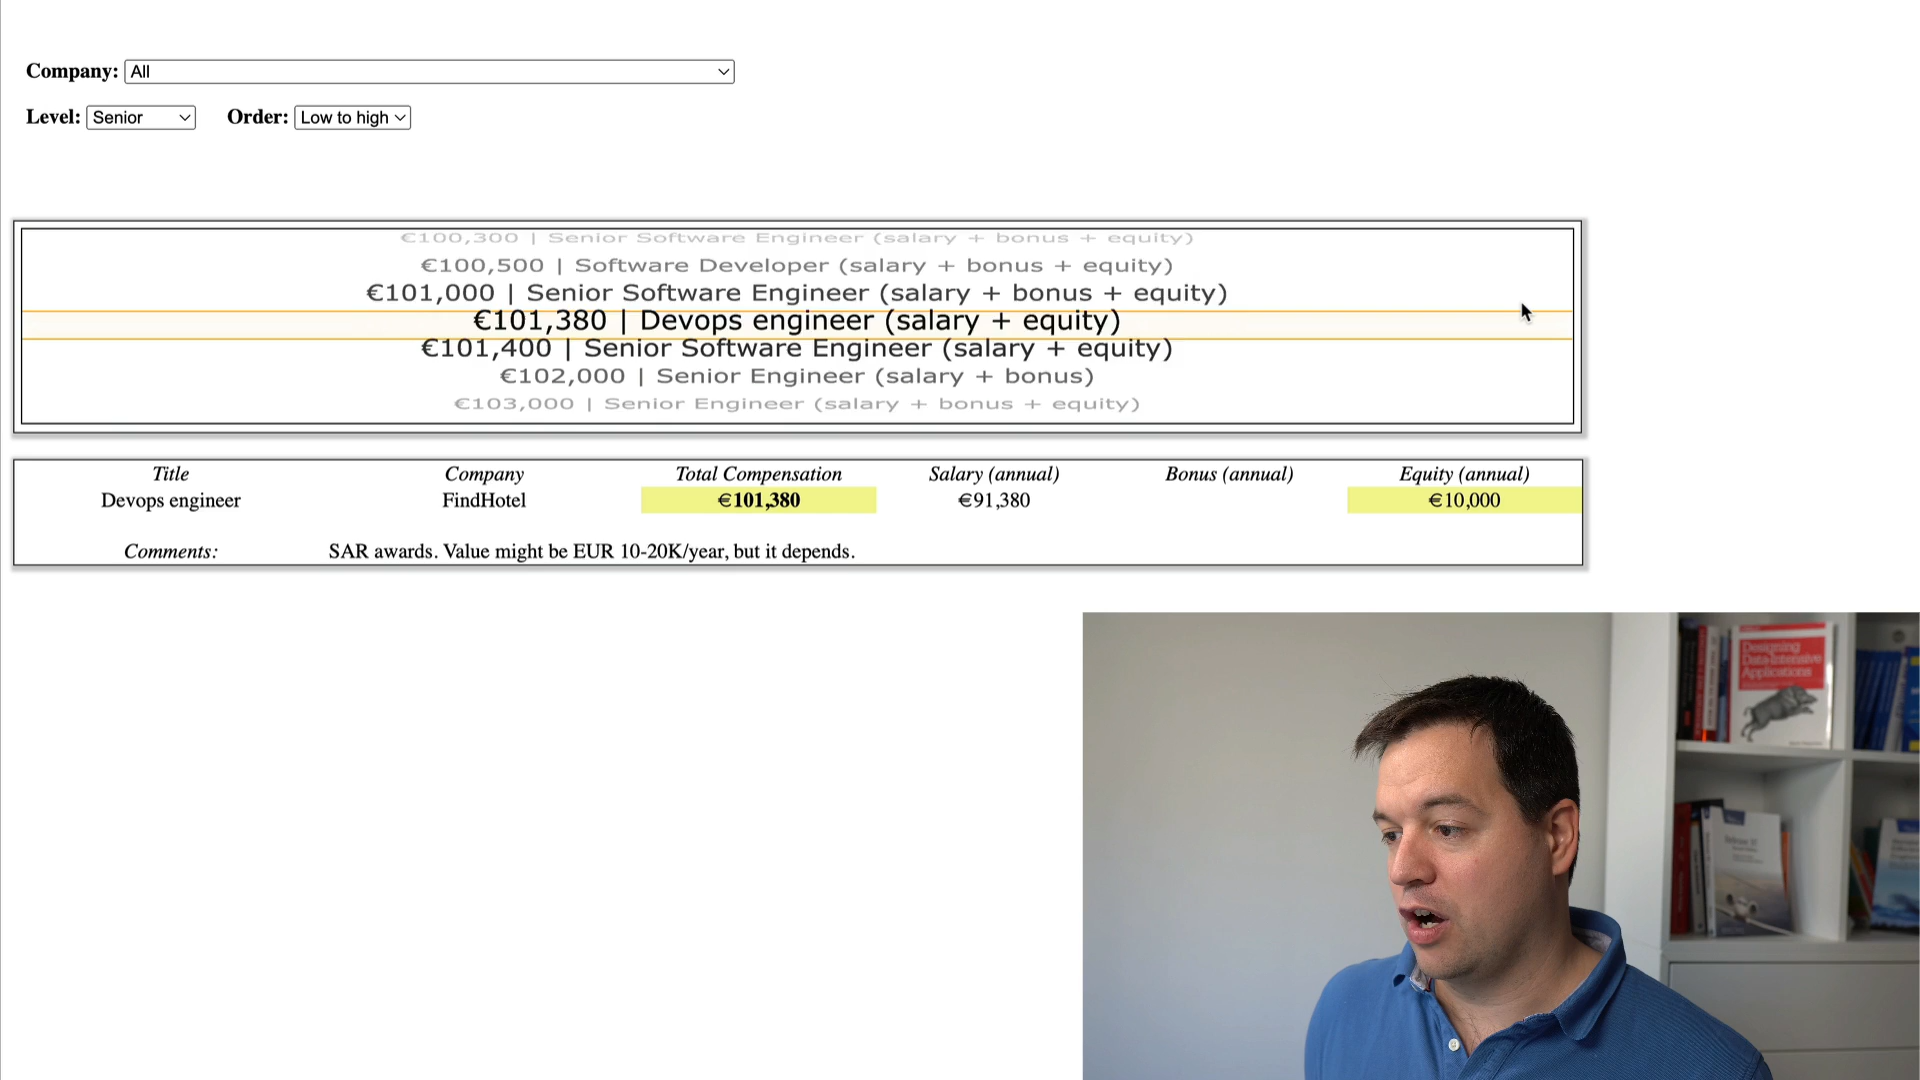 Company: All
Level: Senior Order: Low to high
€100,300 | Senior Software Engineer (salary + bonus + equity)
€100,500 | Software Developer (salary + bonus + equity)
€101,000 | Senior Software Engineer (salary + bonus + equity)
€101,380 | Devops engineer (salary + equity)
€101,400 | Senior Software Engineer (salary + equity)
€102,000 | Senior Engineer (salary + bonus)
€103,000 | Senior Engineer (salary + bonus + equity)
Title Company Total Compensation Salary (annual) Bonus (annual) Equity (annual)
Devops engineer FindHotel €101,380 €91,380 €10,000
Comments: SAR awards. Value might be EUR 10-20K/year, but it depends.
Designing
Data-Intensive
Applications